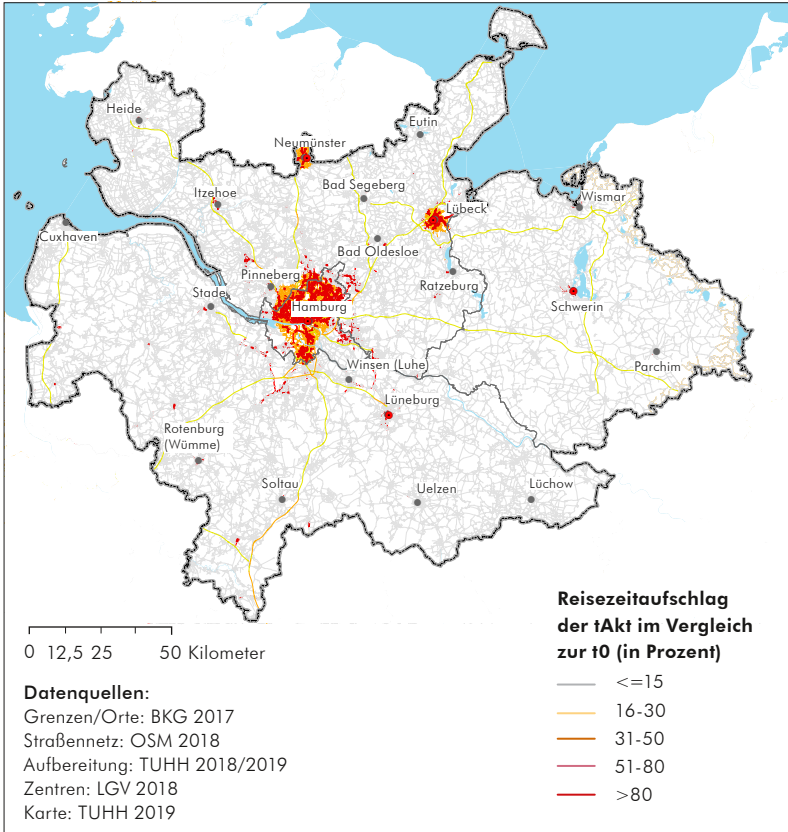 Heide
Neumünster
Eutin
Itzehoe
Bad Segeberg
Wismar
Lübeck
Cuxhaven
Bad Oldesloe
Pinneberg
Ratzeburg
Stade
Hamburg
Schwerin
Parchim
Winsen (Luhe)
Lüneburg
Rotenburg
(Wümme)
Soltau
Uelzen
Lüchow
0 12,5 25 50 Kilometer
Datenquellen:
Grenzen/Orte: BKG 2017
Straßennetz: OSM 2018
Aufbereitung: TUHH 2018/2019
Zentren: LGV 2018
Karte: TUHH 2019
Reisezeitaufschlag
der tAkt im Vergleich
zur t0 (in Prozent)
<=15
16-30
31-50
51-80
>80